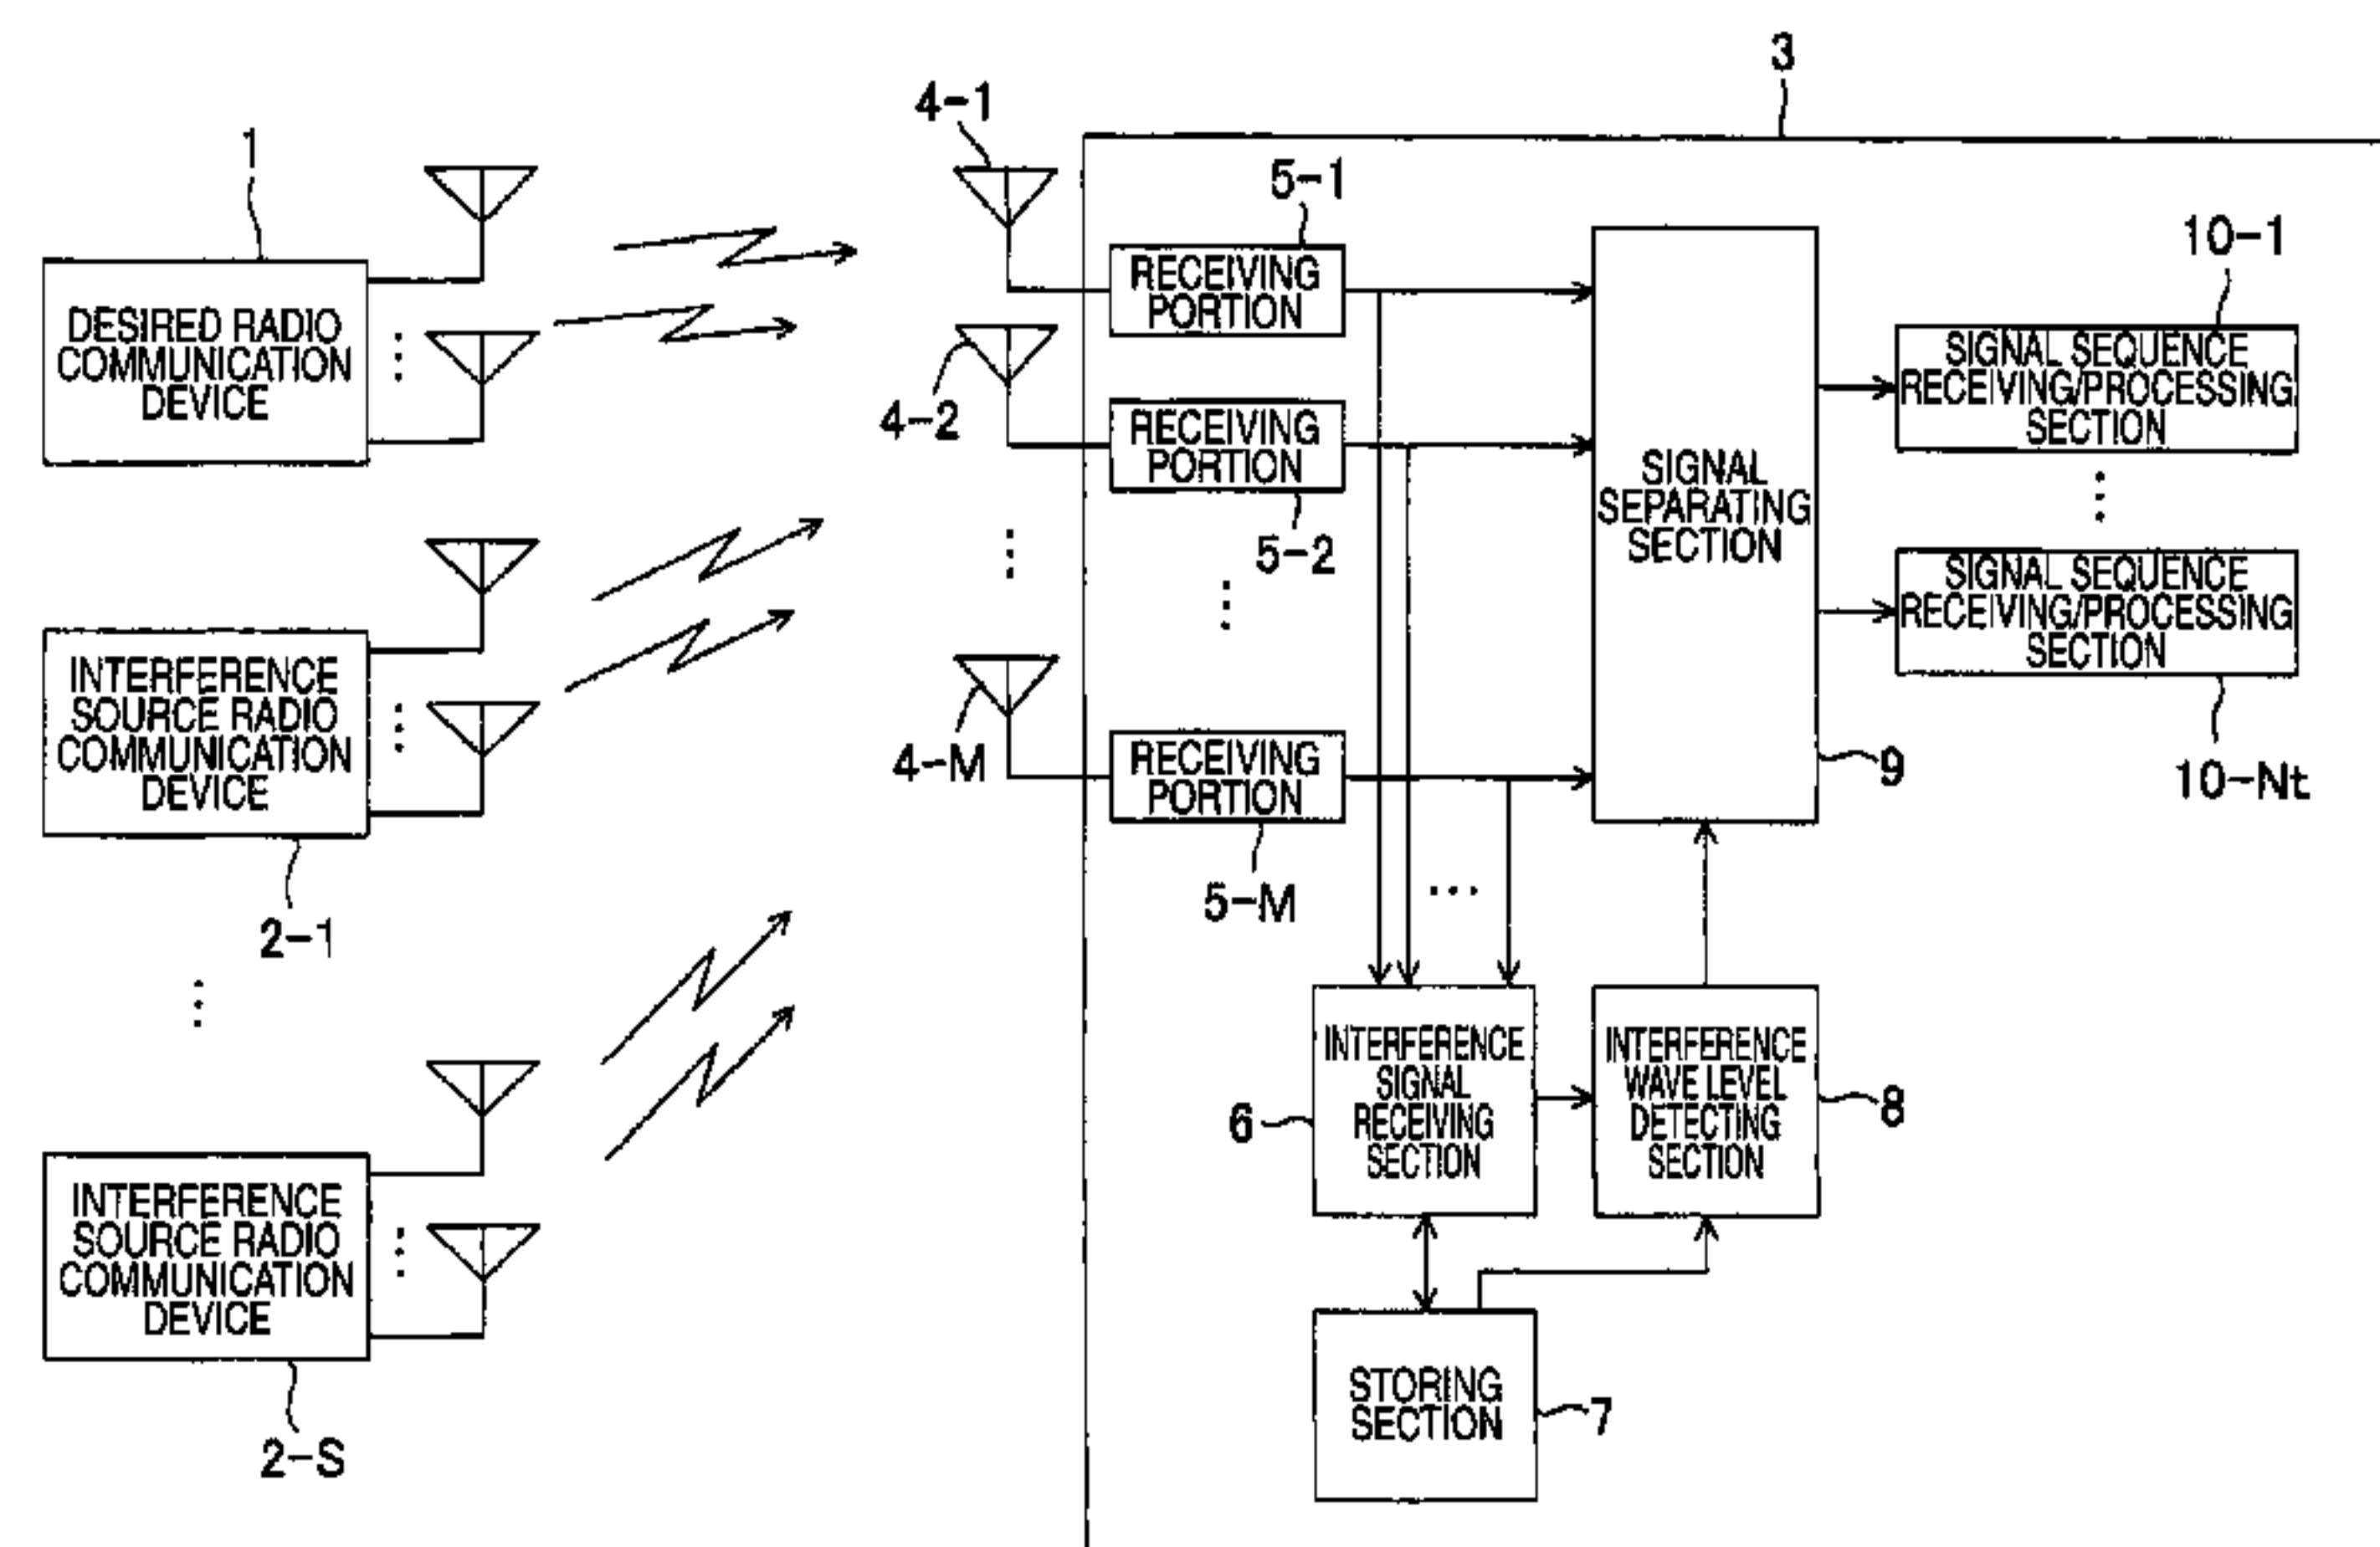 3
4-1
1
5-1
10-1
RECEIVING
PORTION
DESIRED RADIO
COMMUNICATION
DEVICE
SIGNAL SEQUENCE
RECEIVING/PROCESSING
SECTION
4-2
RECEIVING
PORTION
SIGNAL
SEPARATING
SECTION
5-2
SIGNAL SEQUENCE
RECEIVING/PROCESSING
SECTION
INTERFERENCE
SOURCE RADIO
COMMUNICATION
DEVICE
4-M
RECEIVING
PORTION
9
10-Nt
5-M
2-1
INTERFERENCE
SIGNAL
RECEIVING
SECTION
INTERFERENCE
WAVE LEVEL
DETECTING
SECTION
6
8
INTERFERENCE
SOURCE RADIO
COMMUNICATION
DEVICE
STORING
SECTION
7
2-S